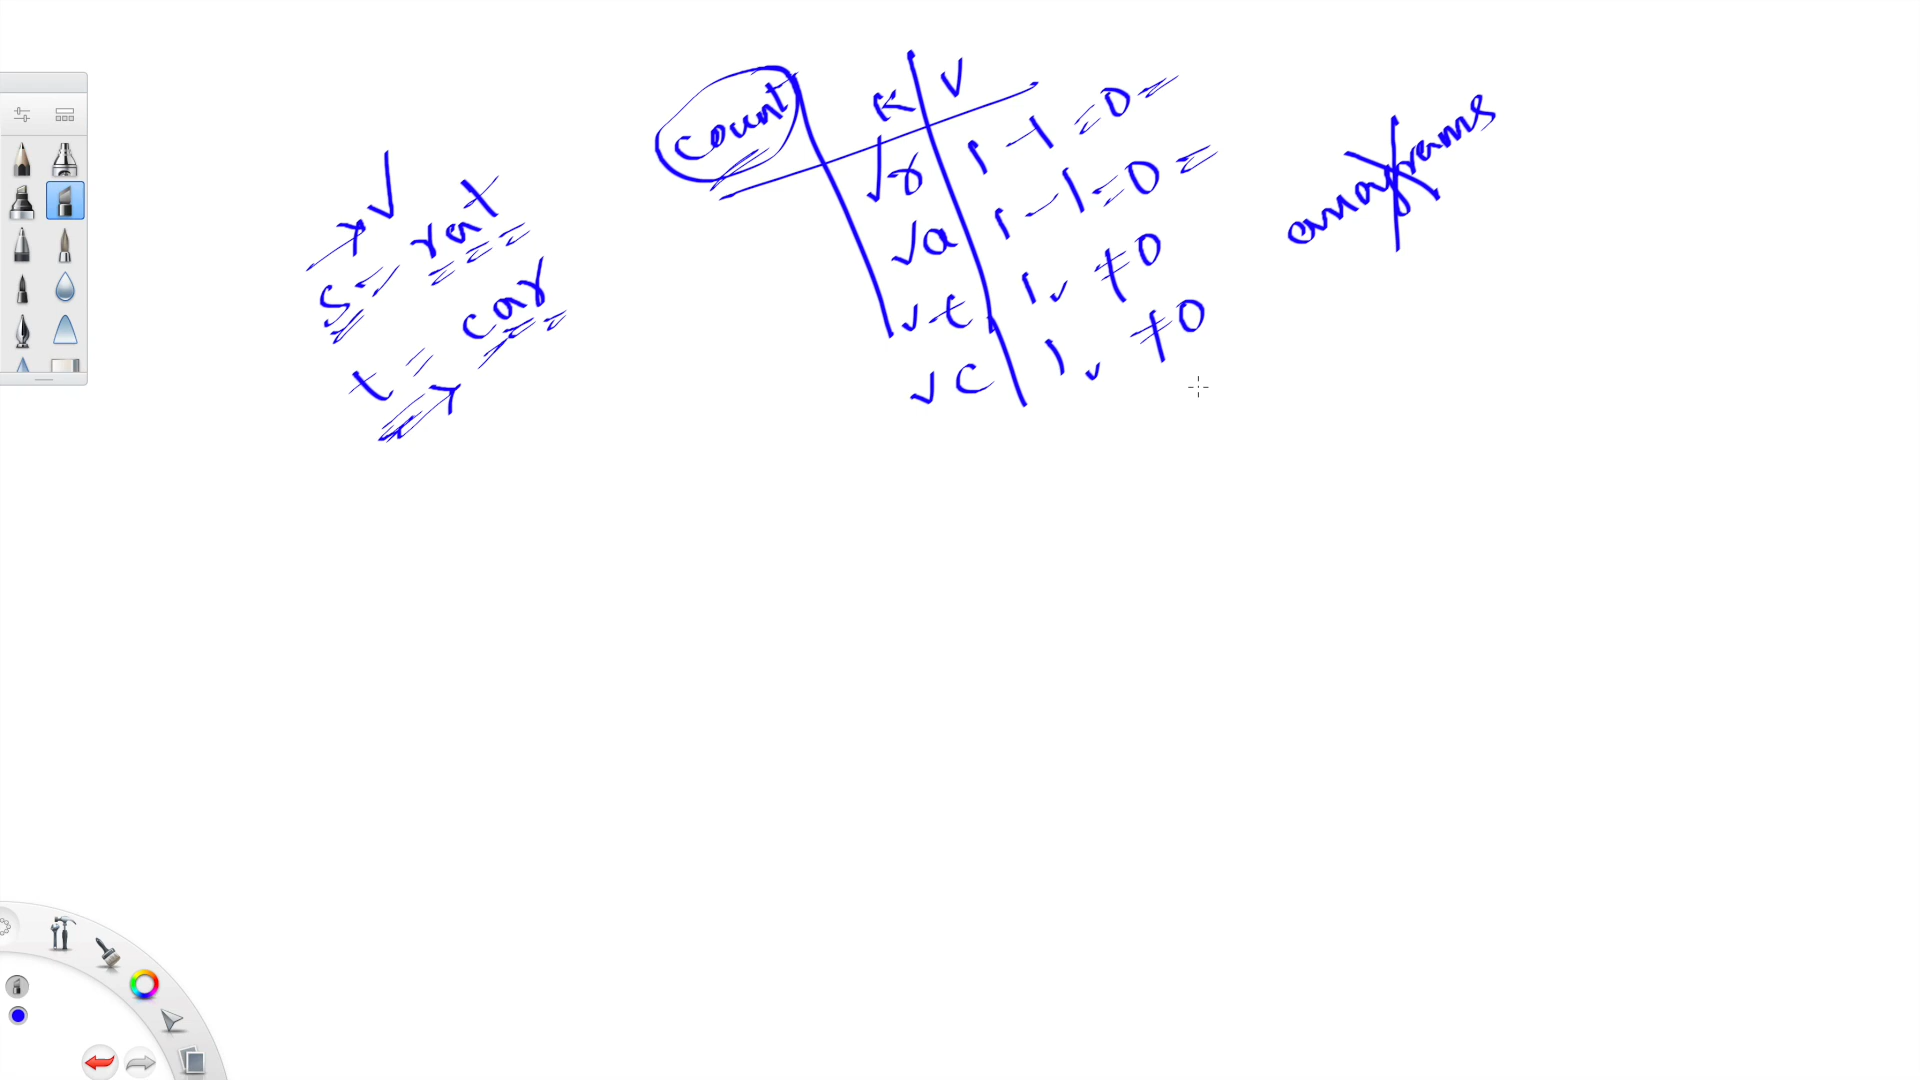 s = rat
t = car
count
K V
r 1 - 1 = 0 =
a 1 - 1 = 0 =
t 1 ≠ 0
c 1 ≠ 0
anagrams